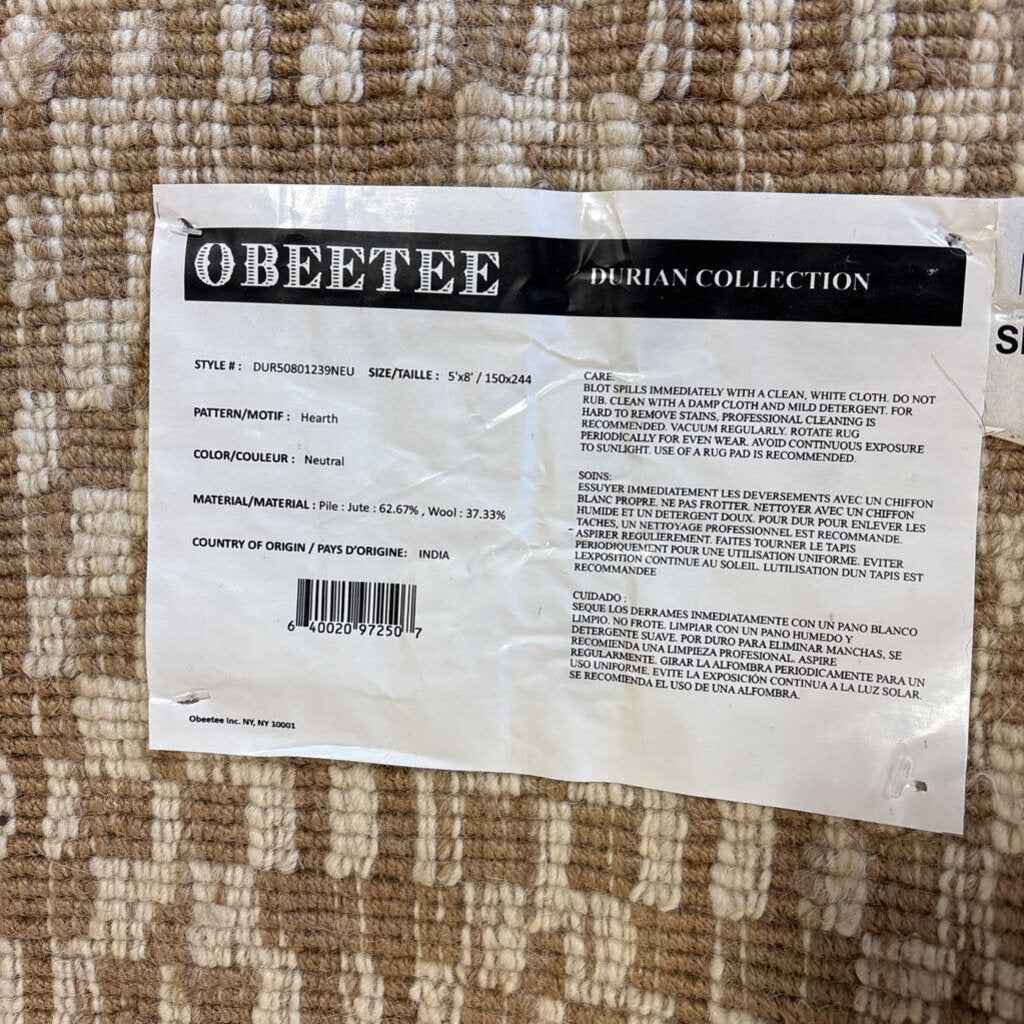 OBEETEE
DURIAN COLLECTION
STYLE # : DUR50801239NEU SIZE/TAILLE : 5'x8' / 150x244
PATTERN/MOTIF : Hearth
COLOR/COULEUR : Neutral
MATERIAL/MATERIAL : Pile : Jute : 62.67% , Wool : 37.33%
COUNTRY OF ORIGIN / PAYS D'ORIGINE: INDIA
6 40020 97250 7
Obeetee Inc. NY, NY 10001
CARE:
BLOT SPILLS IMMEDIATELY WITH A CLEAN, WHITE CLOTH. DO NOT
RUB. CLEAN WITH A DAMP CLOTH AND MILD DETERGENT. FOR
HARD TO REMOVE STAINS, PROFESSIONAL CLEANING IS
RECOMMENDED. VACUUM REGULARLY. ROTATE RUG
PERIODICALLY FOR EVEN WEAR. AVOID CONTINUOUS EXPOSURE
TO SUNLIGHT. USE OF A RUG PAD IS RECOMMENDED.
SOINS:
ESSUYER IMMEDIATEMENT LES DEVERSEMENTS AVEC UN CHIFFON
BLANC PROPRE. NE PAS FROTTER. NETTOYER AVEC UN CHIFFON
HUMIDE ET UN DETERGENT DOUX. POUR DUR POUR ENLEVER LES
TACHES, UN NETTOYAGE PROFESSIONNEL EST RECOMMANDE.
ASPIRER REGULIEREMENT. FAITES TOURNER LE TAPIS
PERIODIQUEMENT POUR UNE UTILISATION UNIFORME. EVITER
LEXPOSITION CONTINUE AU SOLEIL. LUTILISATION DUN TAPIS EST
RECOMMANDEE
CUIDADO :
SEQUE LOS DERRAMES INMEDIATAMENTE CON UN PANO BLANCO
LIMPIO. NO FROTE. LIMPIAR CON UN PANO HUMEDO Y
DETERGENTE SUAVE. POR DURO PARA ELIMINAR MANCHAS, SE
RECOMIENDA UNA LIMPIEZA PROFESIONAL. ASPIRE
REGULARMENTE. GIRAR LA ALFOMBRA PERIODICAMENTE PARA UN
USO UNIFORME. EVITE LA EXPOSICIÓN CONTINUA A LA LUZ SOLAR.
SE RECOMIENDA EL USO DE UNA ALFOMBRA.